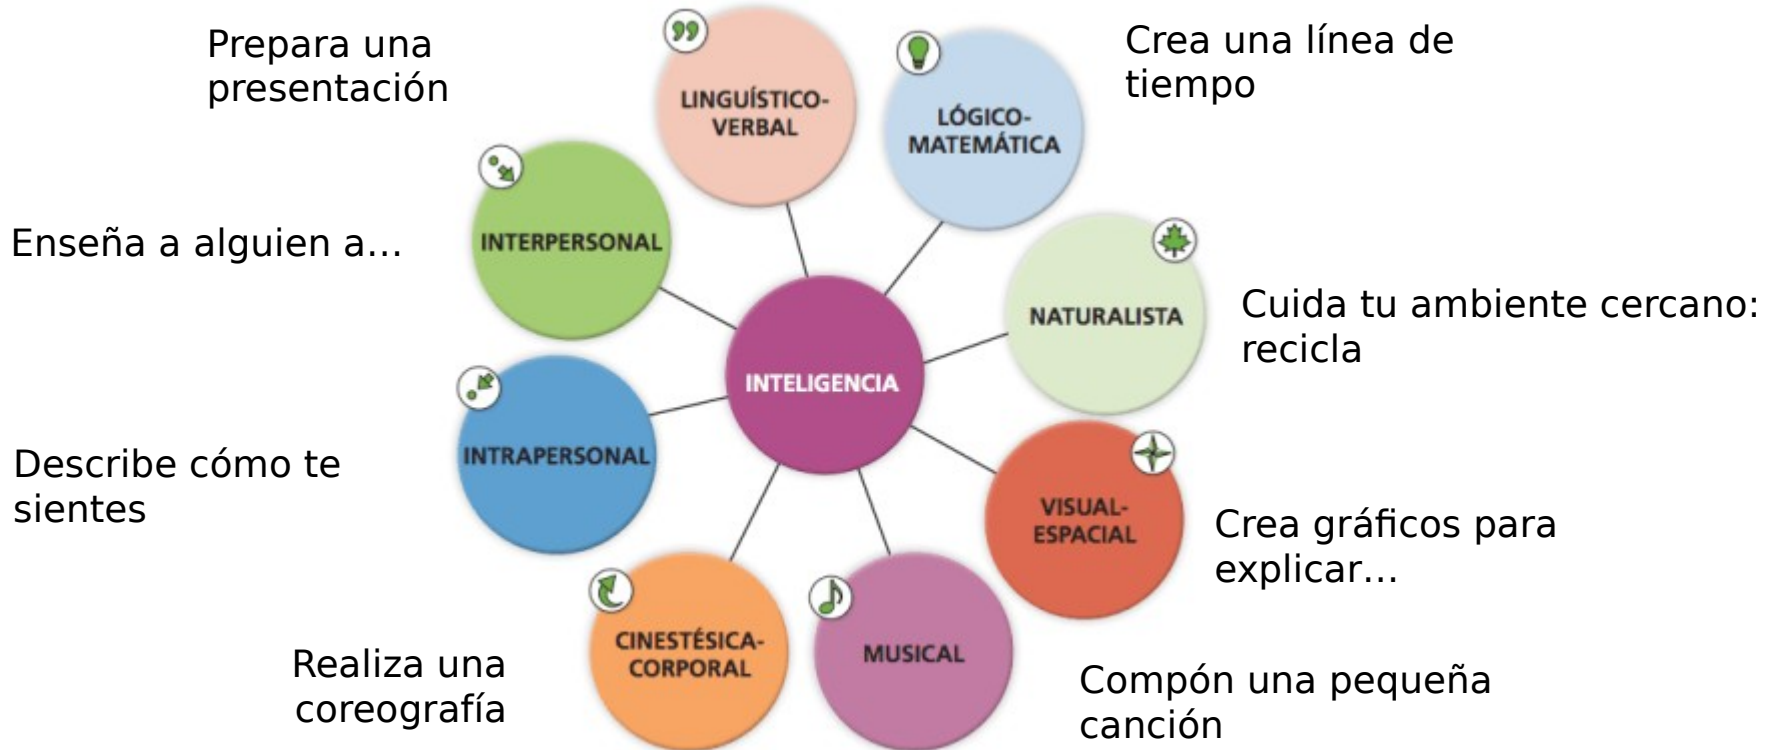 Prepara una
presentación
LINGUÍSTICO-
VERBAL
LÓGICO-
MATEMÁTICA
Crea una línea de
tiempo
Enseña a alguien a...
INTERPERSONAL
NATURALISTA
Cuida tu ambiente cercano:
recicla
INTELIGENCIA
Describe cómo te
sientes
INTRAPERSONAL
VISUAL-
ESPACIAL
Crea gráficos para
explicar...
Realiza una
coreografía
CINESTÉSICA-
CORPORAL
MUSICAL
Compón una pequeña
canción